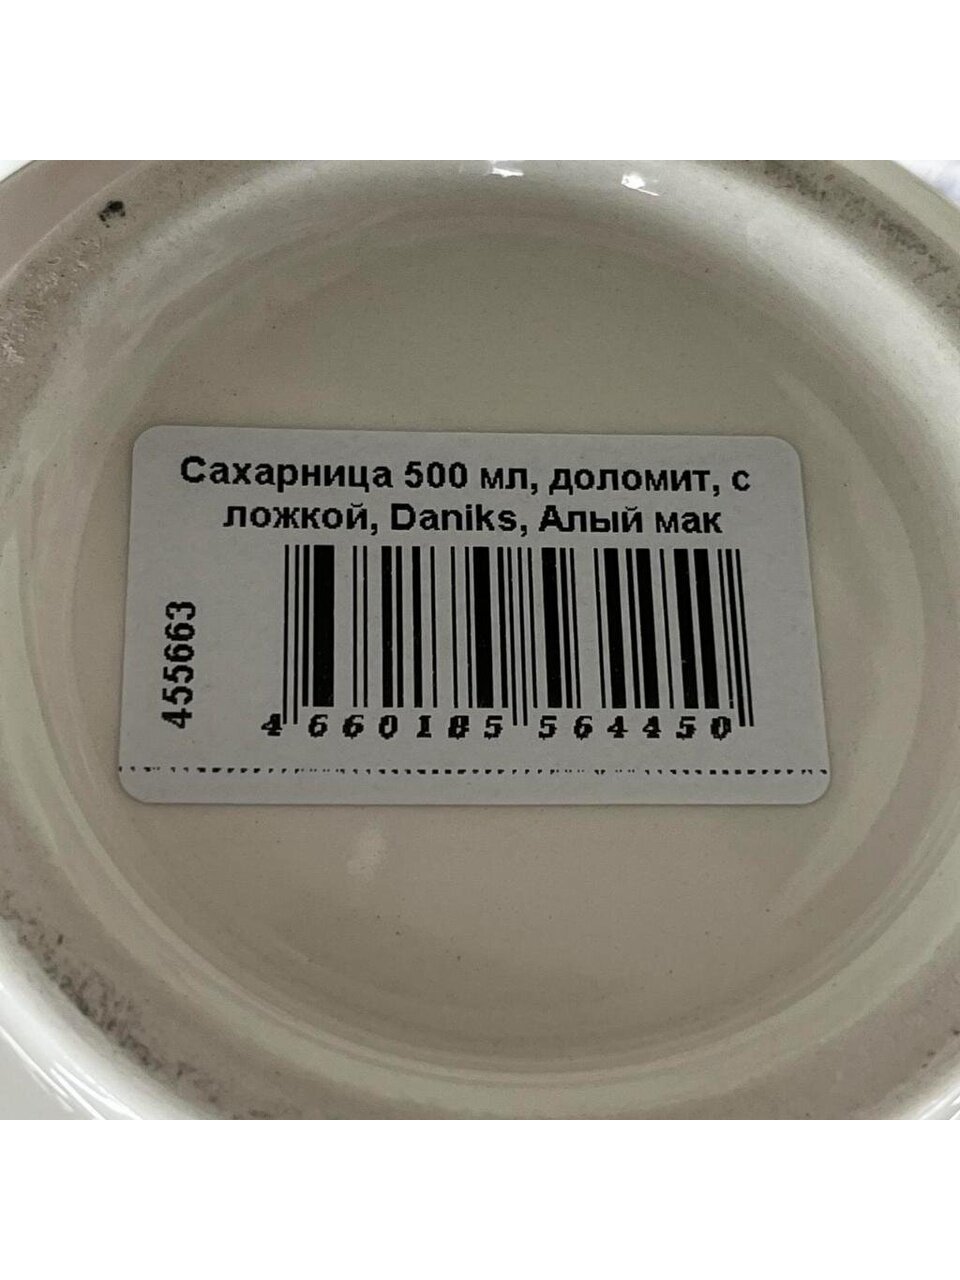 Сахарница 500 мл, доломит, с
ложкой, Daniks, Алый мак
455663
4 660185 564450